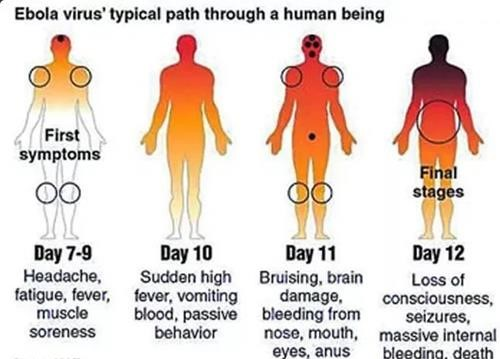 Ebola virus' typical path through a human being
First
symptoms
Final
stages
Day 7-9
Headache,
fatigue, fever,
muscle
soreness
Day 10
Sudden high
fever, vomiting
blood, passive
behavior
Day 11
Bruising, brain
damage,
bleeding from
nose, mouth,
eyes, anus
Day 12
Loss of
consciousness,
seizures,
massive internal
bleeding, death